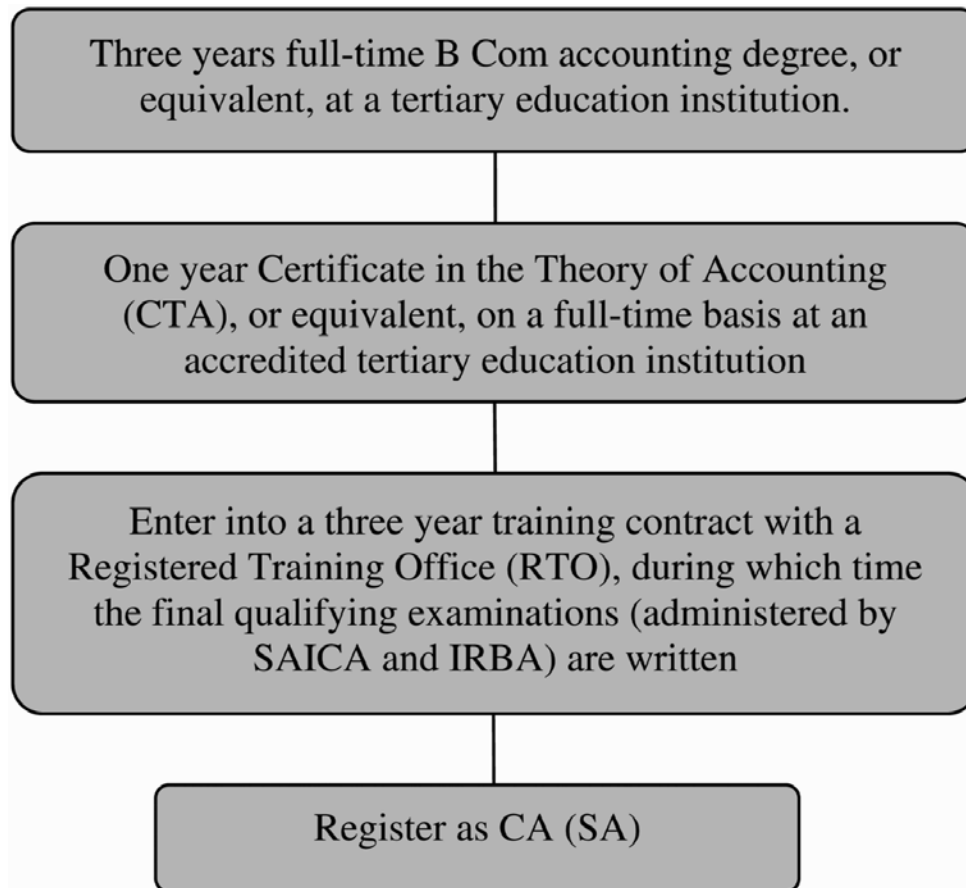 Three years full-time B Com accounting degree, or
equivalent, at a tertiary education institution.
One year Certificate in the Theory of Accounting
(CTA), or equivalent, on a full-time basis at an
accredited tertiary education institution
Enter into a three year training contract with a
Registered Training Office (RTO), during which time
the final qualifying examinations (administered by
SAICA and IRBA) are written
Register as CA (SA)